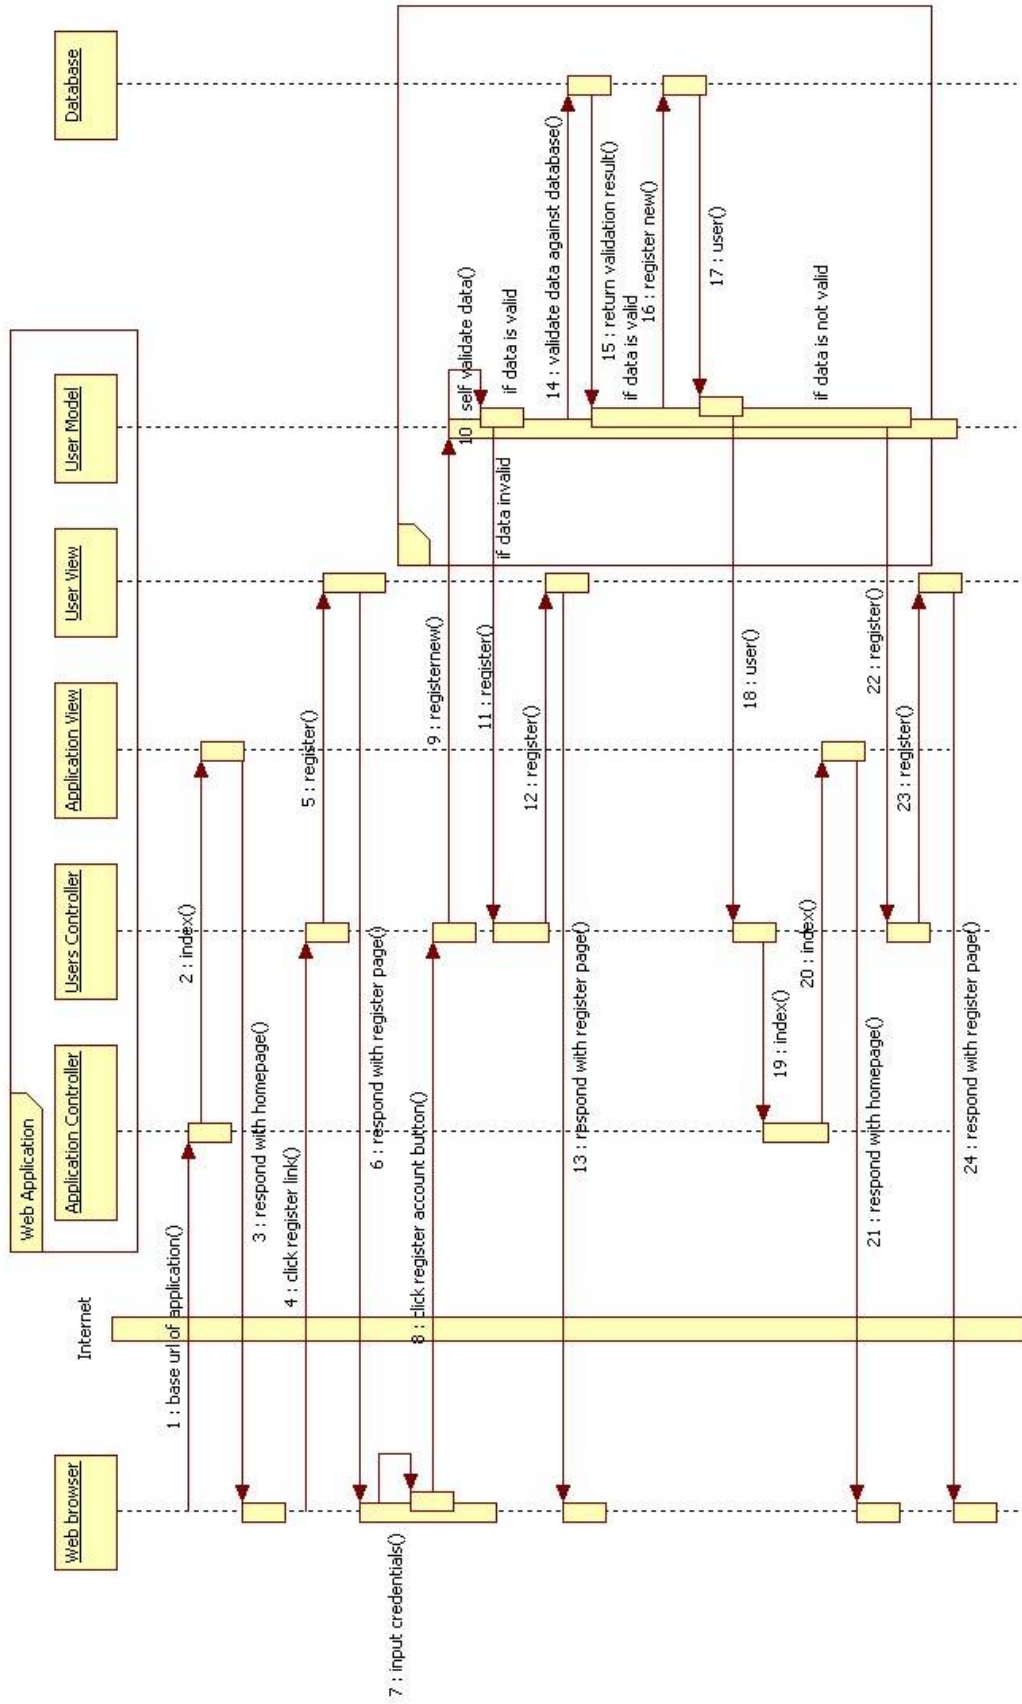 Web Application
Web browser
Internet
Application Controller
Users Controller
Application View
User View
User Model
Database
1 : base url of application()
2 : index()
3 : respond with homepage()
4 : click register link()
5 : register()
6 : respond with register page()
7 : input credentials()
8 : click register account button()
9 : registernew()
10 : self validate data()
if data is valid
11 : register()
if data invalid
12 : register()
13 : respond with register page()
14 : validate data against database()
15 : return validation result()
if data is valid
16 : register new()
17 : user()
18 : user()
19 : index()
20 : index()
21 : respond with homepage()
if data is not valid
22 : register()
23 : register()
24 : respond with register page()